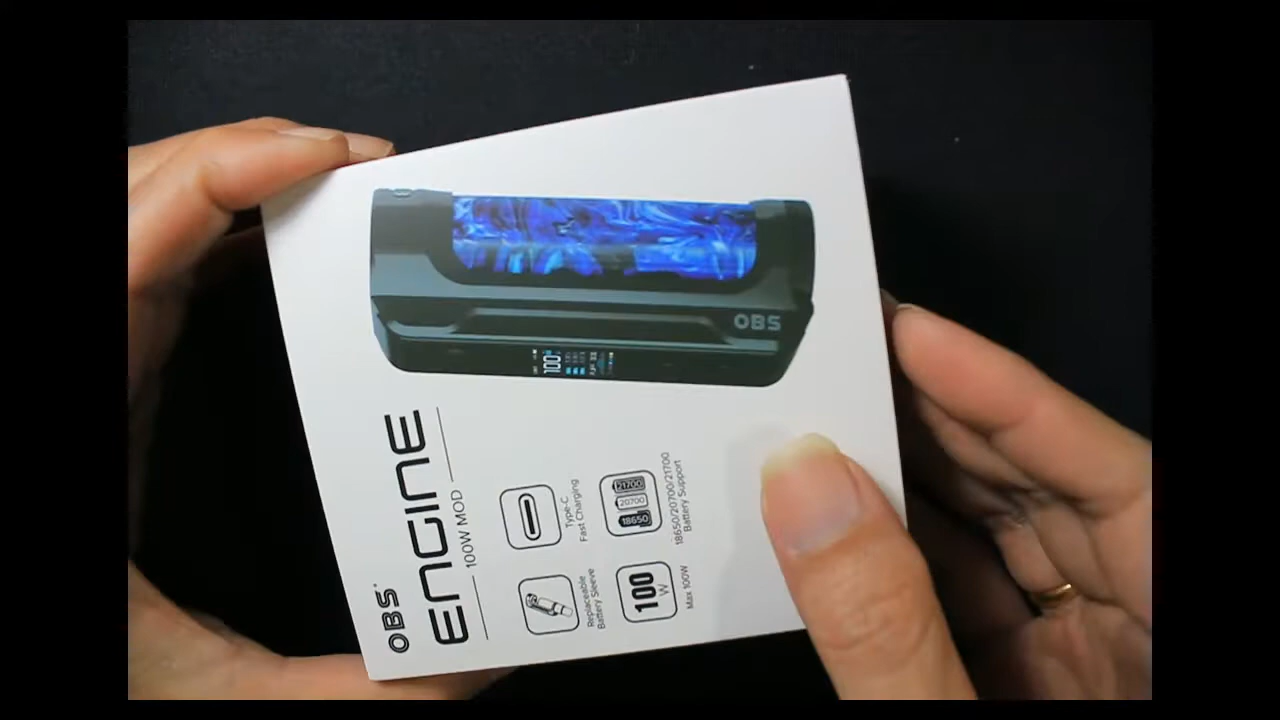 OBS
100
OBS
ENGINE
100W MOD
Type-C
Fast Charging
21700
20700
18650
18650/20700/21700
Battery Support
Replaceable
Battery Sleeve
100
W
Max 100W